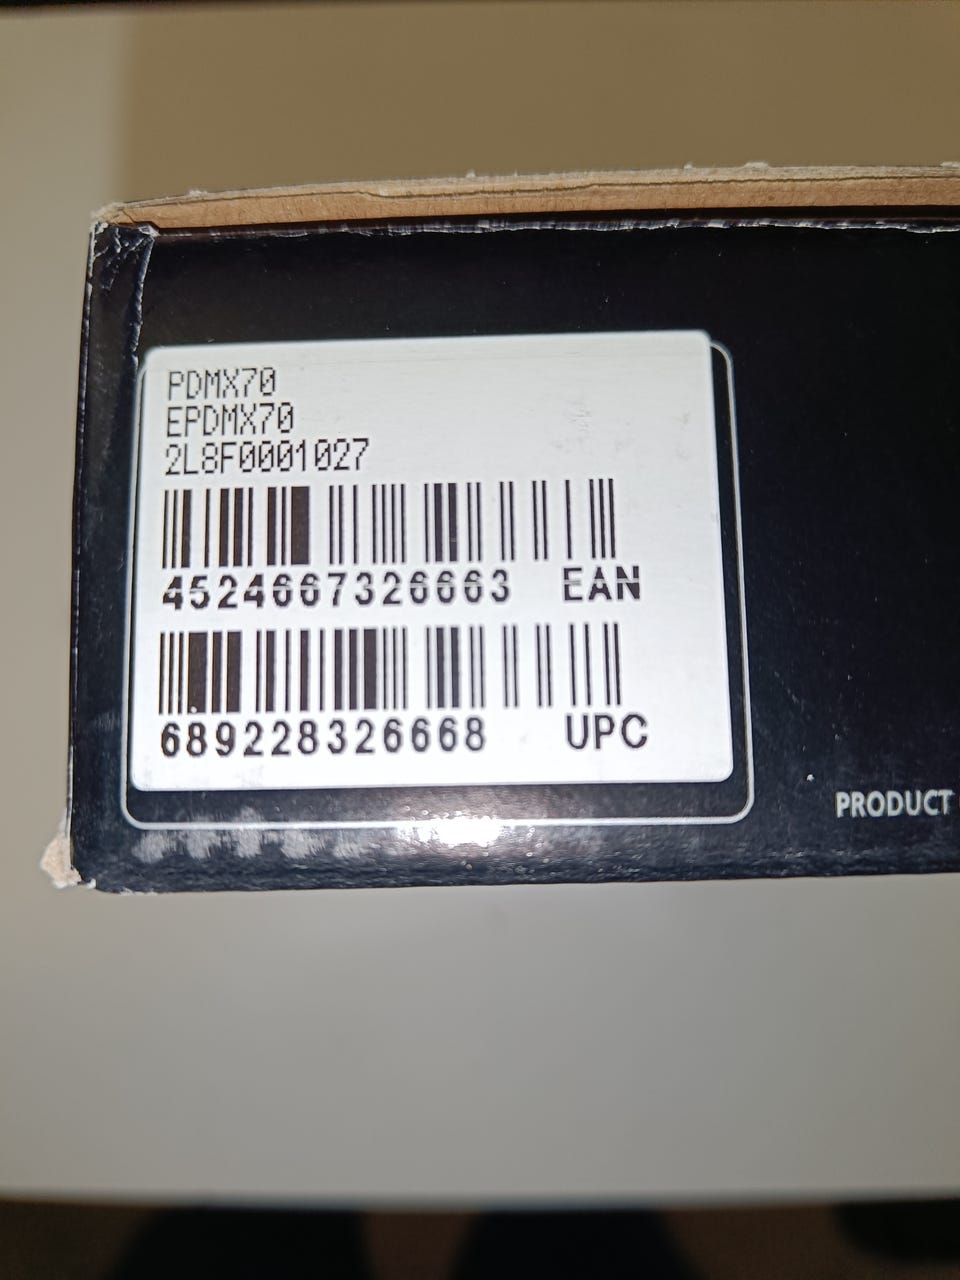 PDMX70
EPDMX70
2L8F0001027
4524667326663 EAN
689228326668 UPC
PRODUCT